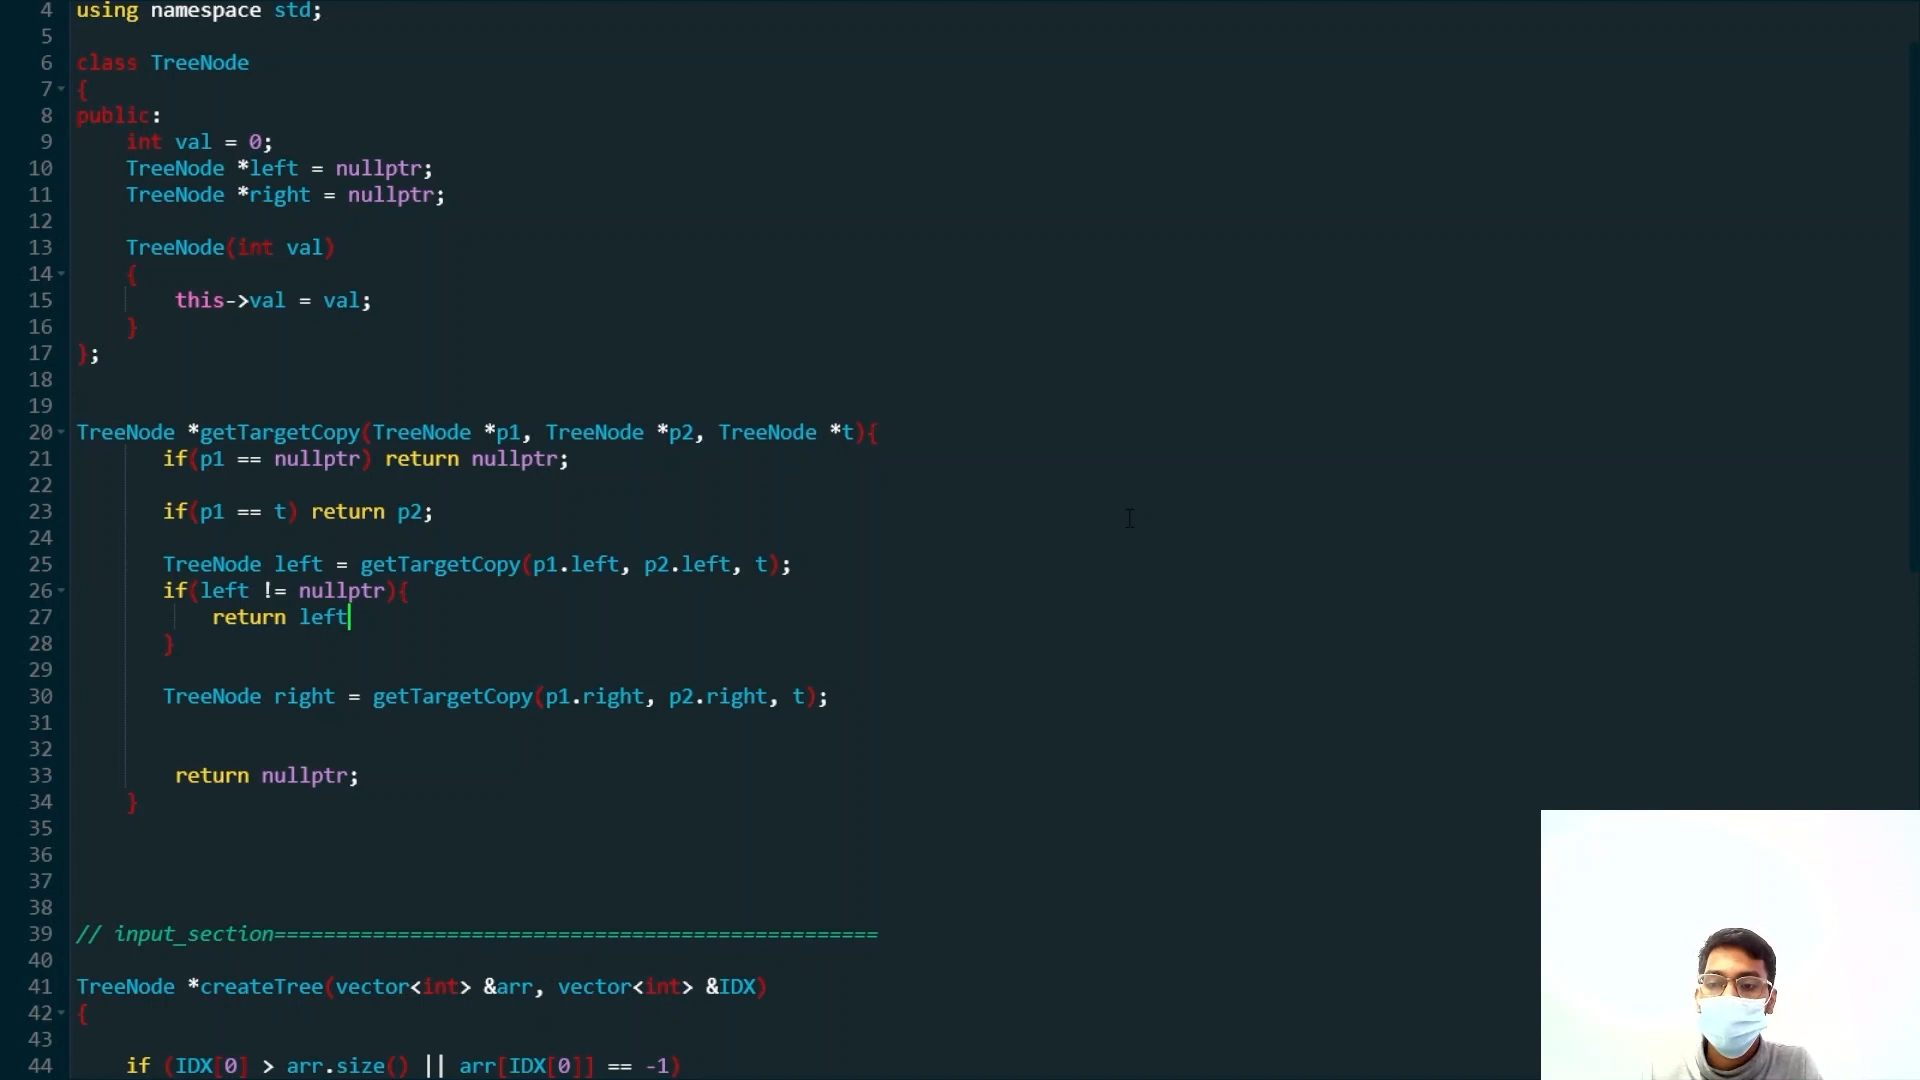 4 using namespace std;
5
6 class TreeNode
7 {
8 public:
9 int val = 0;
10 TreeNode *left = nullptr;
11 TreeNode *right = nullptr;
12
13 TreeNode(int val)
14 {
15 this->val = val;
16 }
17 };
18
19
20 TreeNode *getTargetCopy(TreeNode *p1, TreeNode *p2, TreeNode *t){
21 if(p1 == nullptr) return nullptr;
22
23 if(p1 == t) return p2;
24
25 TreeNode left = getTargetCopy(p1.left, p2.left, t);
26 if(left != nullptr){
27 return left
28 }
29
30 TreeNode right = getTargetCopy(p1.right, p2.right, t);
31
32
33 return nullptr;
34 }
35
36
37
38
39 // input_section=================================================
40
41 TreeNode *createTree(vector<int> &arr, vector<int> &IDX)
42 {
43
44 if (IDX[0] > arr.size() || arr[IDX[0]] == -1)